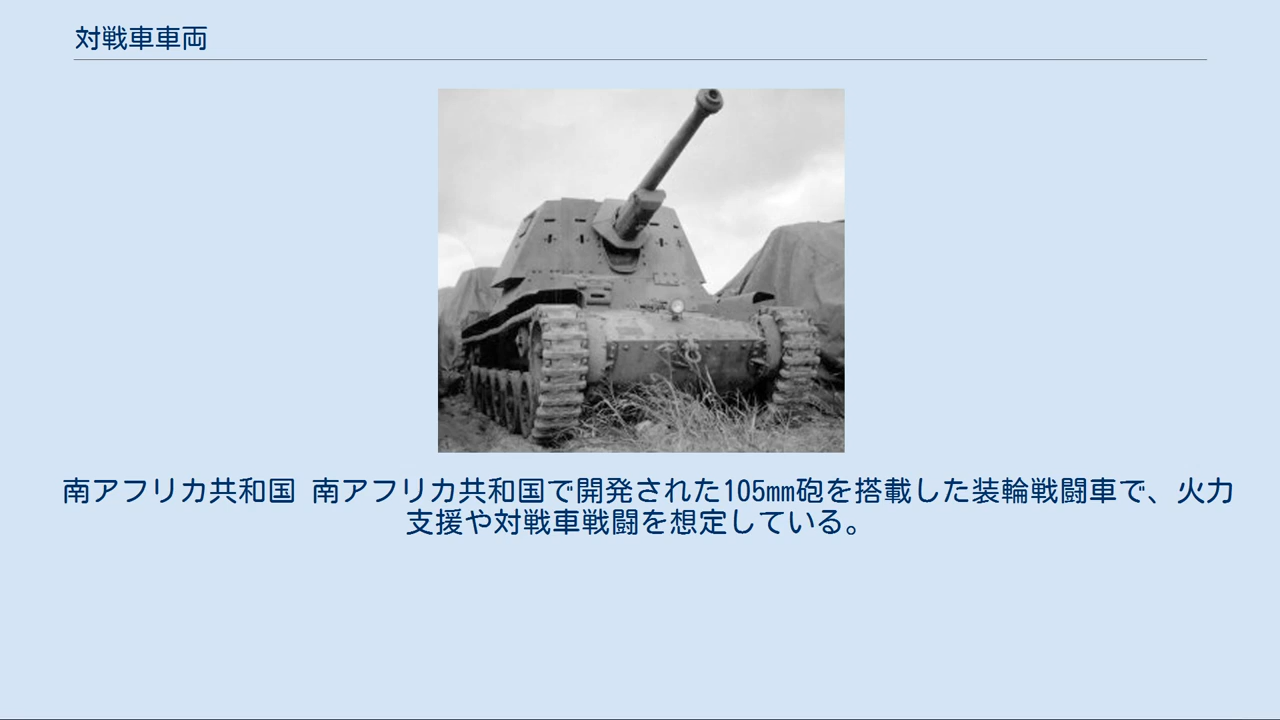 対戦車車両
南アフリカ共和国 南アフリカ共和国で開発された105mm砲を搭載した装輪戦闘車で、火力
支援や対戦車戦闘を想定している。